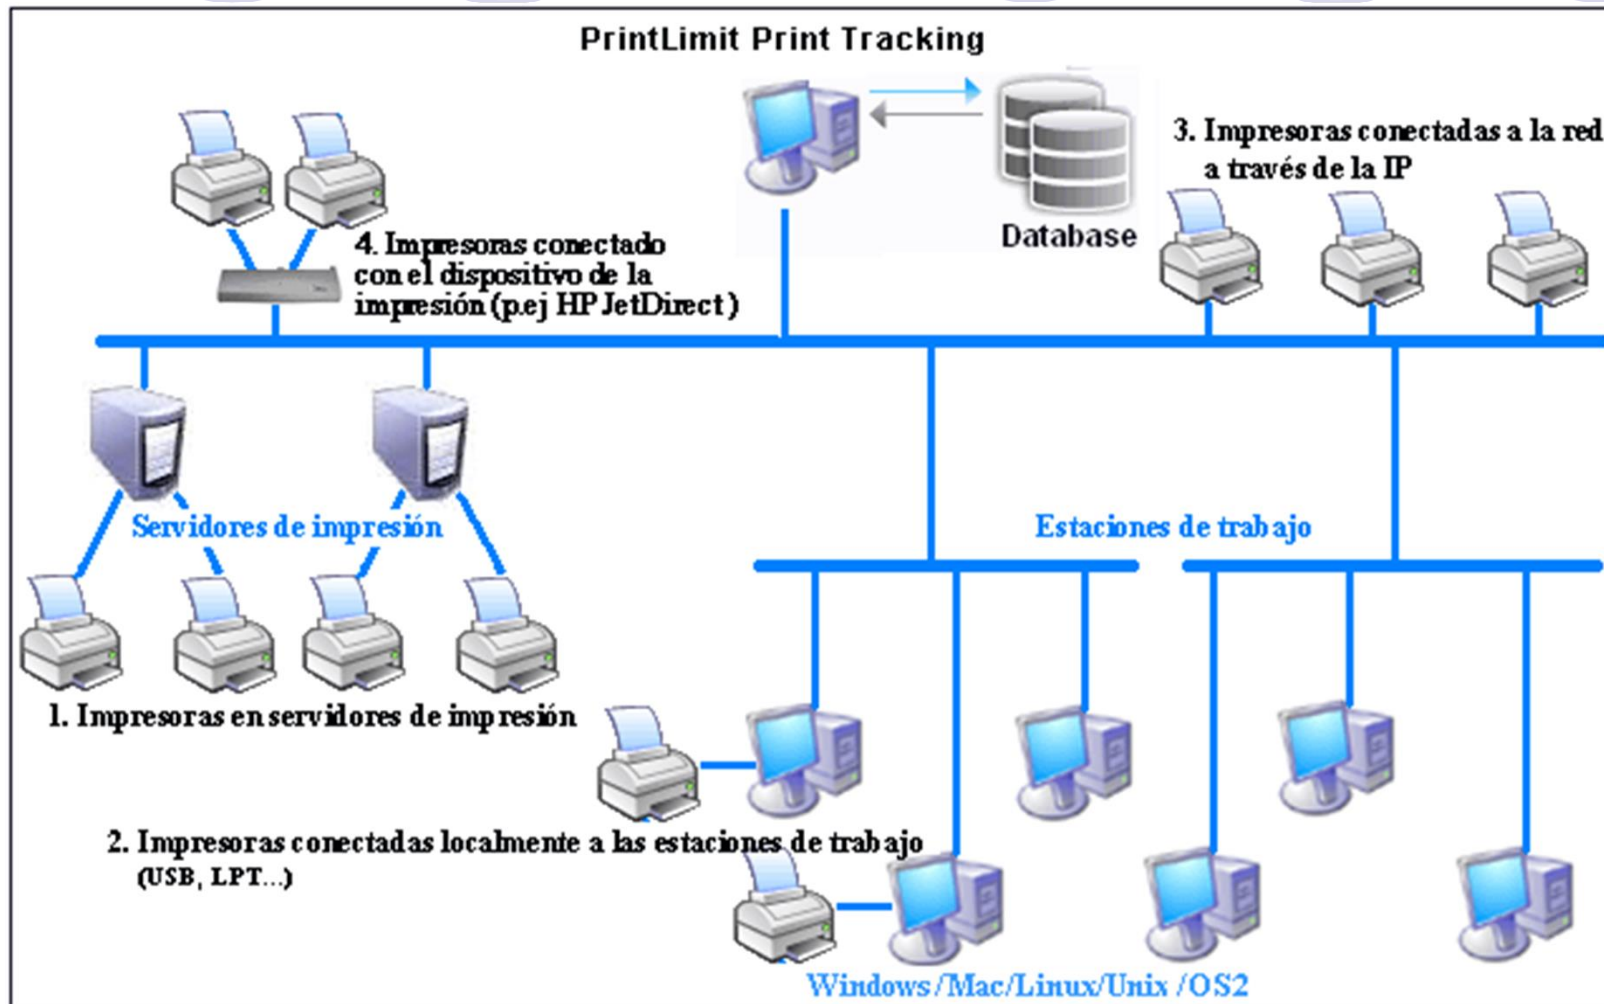 PrintLimit Print Tracking
3. Impresoras conectadas a la red
a través de la IP
Database
4. Impresoras conectado
con el dispositivo de la
impresión (p.ej HP JetDirect)
Servidores de impresión
Estaciones de trabajo
1. Impresoras en servidores de impresión
2. Impresoras conectadas localmente a las estaciones de trabajo
(USB, LPT...)
Windows/Mac/Linux/Unix /OS2